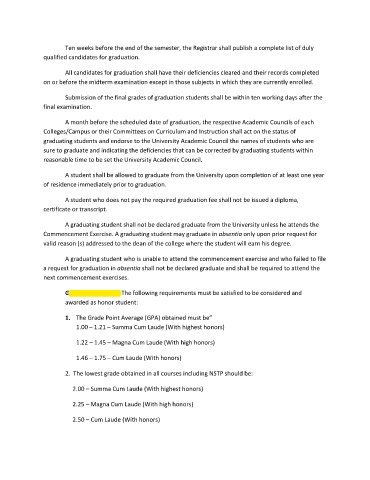 Ten weeks before the end of the semester, the Registrar shall publish a complete list of duly
qualified candidates for graduation.
All candidates for graduation shall have their deficiencies cleared and their records completed
on or before the midterm examination except in those subjects in which they are currently enrolled.
Submission of the final grades of graduation students shall be within ten working days after the
final examination.
A month before the scheduled date of graduation, the respective Academic Councils of each
Colleges/Campus or their Committees on Curriculum and Instruction shall act on the status of
graduating students and endorse to the University Academic Council the names of students who are
sure to graduate and indicating the deficiencies that can be corrected by graduating students within
reasonable time to be set the University Academic Council.
A student shall be allowed to graduate from the University upon completion of at least one year
of residence immediately prior to graduation.
A student who does not pay the required graduation fee shall not be issued a diploma,
certificate or transcript.
A graduating student shall not be declared graduate from the University unless he attends the
Commencement Exercise. A graduating student may graduate in absentia only upon prior request for
valid reason (s) addressed to the dean of the college where the student will earn his degree.
A graduating student who is unable to attend the commencement exercise and who failed to file
a request for graduation in absentia shall not be declared graduate and shall be required to attend the
next commencement exercises.
The following requirements must be satisfied to be considered and
awarded as honor student:
1. The Grade Point Average (GPA) obtained must be"
1.00 – 1.21 – Summa Cum Laude (With highest honors)
1.22 – 1.45 – Magna Cum Laude (With high honors)
1.46 – 1.75 – Cum Laude (With honors)
2. The lowest grade obtained in all courses including NSTP should be:
2.00 – Summa Cum Laude (With highest honors)
2.25 – Magna Cum Laude (With high honors)
2.50 – Cum Laude (With honors)